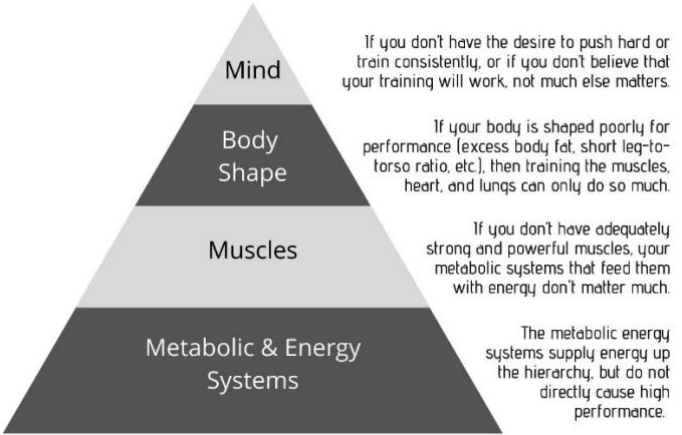 Mind
If you don't have the desire to push hard or
train consistently, or if you don't believe that
your training will work, not much else matters.
Body
Shape
If your body is shaped poorly for
performance (excess body fat, short leg-to-
torso ratio, etc.), then training the muscles,
heart, and lungs can only do so much.
Muscles
If you don't have adequately
strong and powerful muscles, your
metabolic systems that feed them
with energy don't matter much.
Metabolic & Energy
Systems
The metabolic energy
systems supply energy up
the hierarchy, but do not
directly cause high
performance.